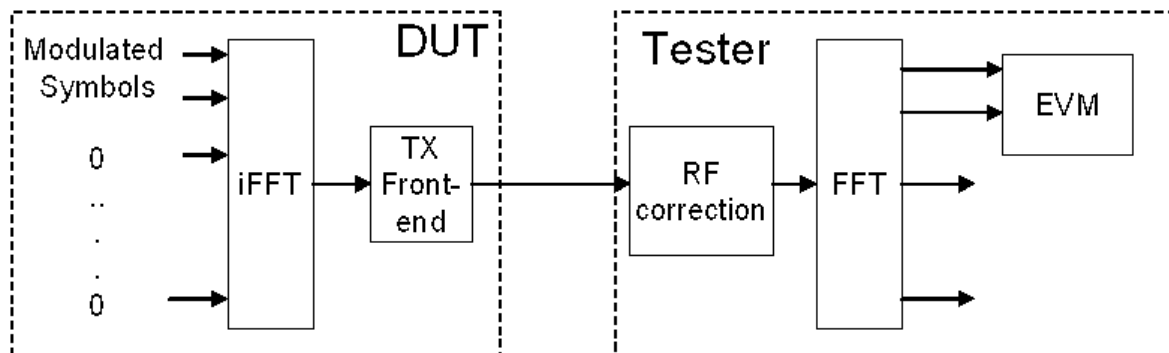 DUT
Modulated
Symbols
0
..
.
.
0
iFFT
TX
Front-
end
Tester
RF
correction
FFT
EVM